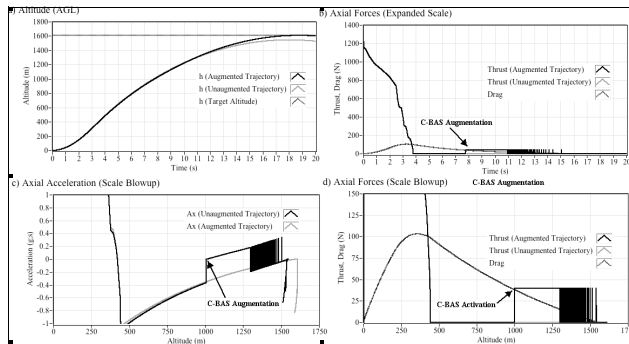 a) Altitude (AGL)
1800
1600
1400
1200
1000
800
600
400
200
0
Altitude (m)
h (Augmented Trajectory)
h (Unaugmented Trajectory)
h (Target Altitude)
0 1 2 3 4 5 6 7 8 9 10 11 12 13 14 15 16 17 18 19 20
Time (s)
b) Axial Forces (Expanded Scale)
1400
1200
1000
800
600
400
200
0
Thrust, Drag (N)
Thrust (Augmented Trajectory)
Thrust (Unaugmented Trajectory)
Drag
C-BAS Augmentation
0 1 2 3 4 5 6 7 8 9 10 11 12 13 14 15 16 17 18 19 20
Time (s)
C-BAS Augmentation
c) Axial Acceleration (Scale Blowup)
1
0.8
0.6
0.4
0.2
0
-0.2
-0.4
-0.6
-0.8
-1
Acceleration (g;s)
Ax (Unaugmented Trajectory)
Ax (Augmented Trajectory)
C-BAS Augmentation
0 250 500 750 1000 1250 1500 1750
Altitude (m)
d) Axial Forces (Scale Blowup)
150
125
100
75
50
25
0
Thrust, Drag (N)
Thrust (Augmented Trajectory)
Thrust (Unaugmented Trajectory)
Drag
C-BAS Activation
0 250 500 750 1000 1250 1500 175
Altitude (m)